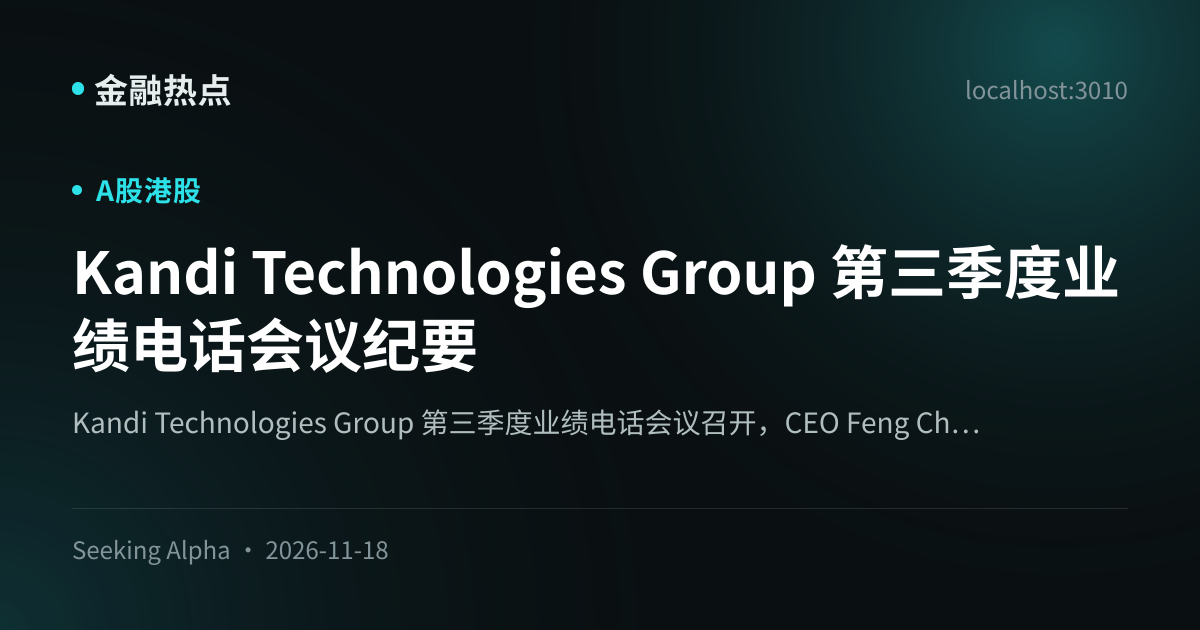 金融热点
localhost:3010
A股港股
Kandi Technologies Group 第三季度业
绩电话会议纪要
Kandi Technologies Group 第三季度业绩电话会议召开，CEO Feng Ch…
Seeking Alpha · 2026-11-18